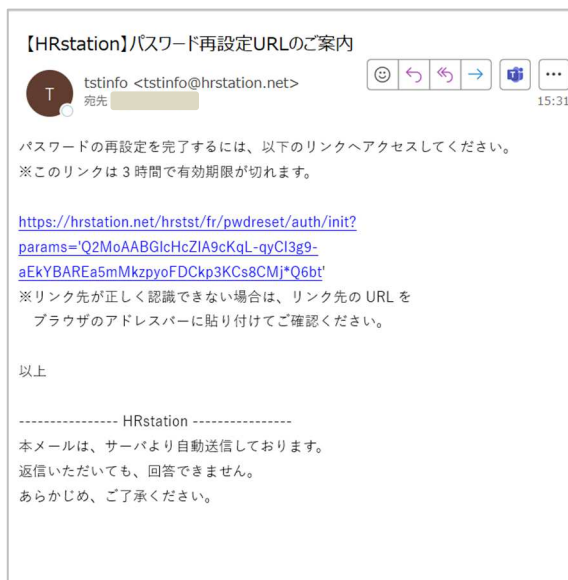 【HRstation】パスワード再設定URLのご案内
T
tstinfo <tstinfo@hrstation.net>
宛先
15:31
パスワードの再設定を完了するには、以下のリンクへアクセスしてください。
※このリンクは 3 時間で有効期限が切れます。
https://hrstation.net/hrstst/fr/pwdreset/auth/init?
params='Q2MoAABGIcHcZIA9cKqL-qyCI3g9-
aEkYBAREa5mMkzpyoFDCkp3KCs8CMj*Q6bt'
※リンク先が正しく認識できない場合は、リンク先の URL を
ブラウザのアドレスバーに貼り付けてご確認ください。
以上
--------------- HRstation ---------------
本メールは、サーバより自動送信しております。
返信いただいても、回答できません。
あらかじめ、ご了承ください。